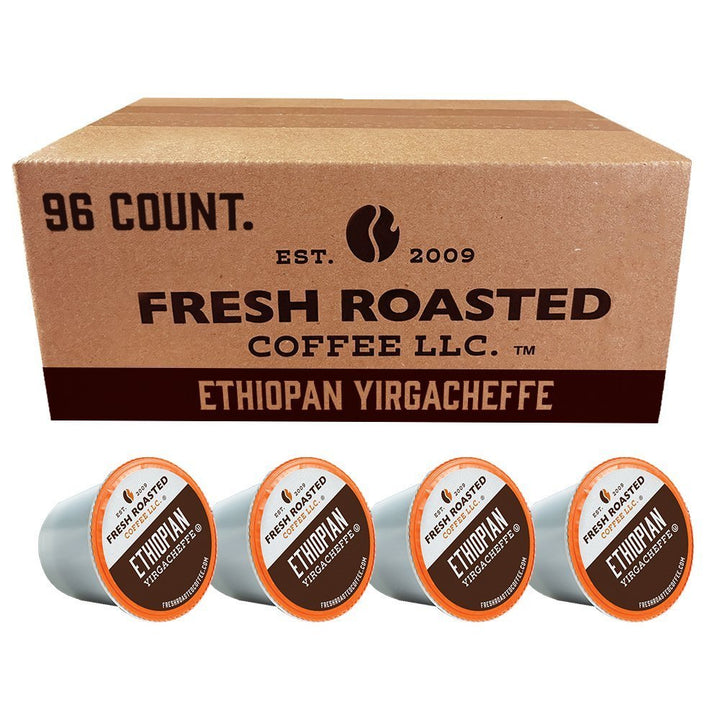 96 COUNT.
EST. 2009
FRESH ROASTED
COFFEE LLC. ™
ETHIOPAN YIRGACHEFFE
EST. 2009
FRESH ROASTED
COFFEE LLC.®
ETHIOPIAN
YIRGACHEFFE®
FRESHROASTEDCOFFEE.COM
EST. 2009
FRESH ROASTED
COFFEE LLC.®
ETHIOPIAN
YIRGACHEFFE®
FRESHROASTEDCOFFEE.COM
EST. 2009
FRESH ROASTED
COFFEE LLC.®
ETHIOPIAN
YIRGACHEFFE®
FRESHROASTEDCOFFEE.COM
EST. 2009
FRESH ROASTED
COFFEE LLC.®
ETHIOPIAN
YIRGACHEFFE®
FRESHROASTEDCOFFEE.COM